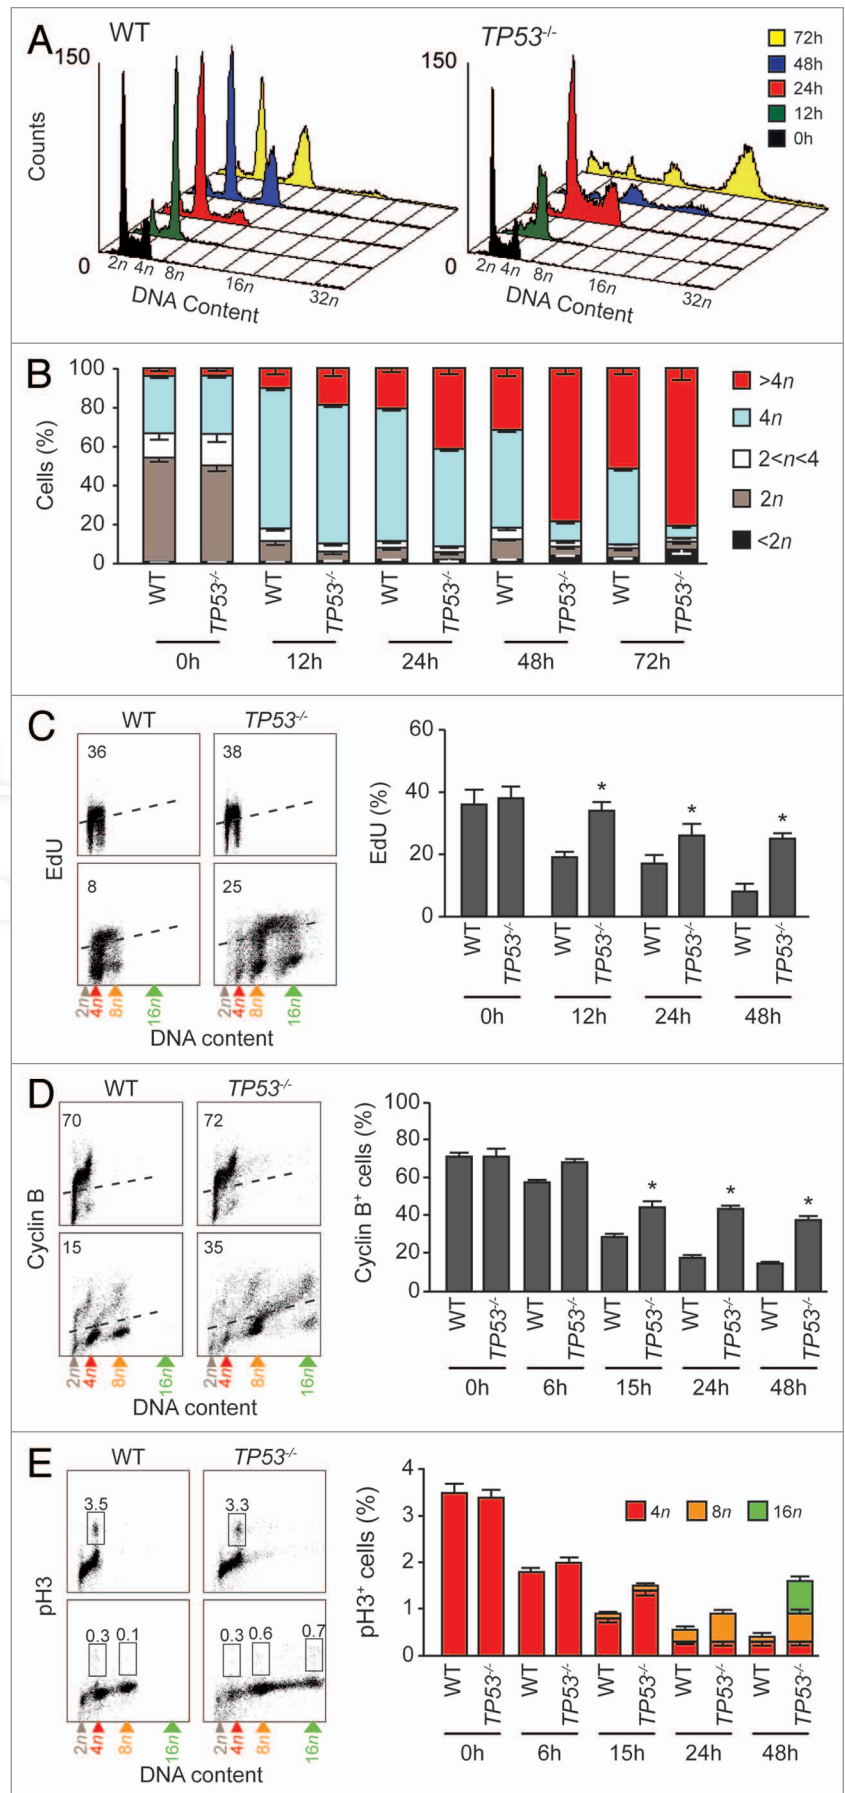 A
WT
TP53-/-
150
Counts
0
2n 4n 8n 16n 32n
DNA Content
150
0
2n 4n 8n 16n 32n
DNA Content
72h
48h
24h
12h
0h
B
100
80
60
40
20
0
Cells (%)
>4n
4n
2<n<4
2n
<2n
WT TP53-/- WT TP53-/- WT TP53-/- WT TP53-/- WT TP53-/-
0h 12h 24h 48h 72h
C
WT TP53-/-
36 38
8 25
EdU
2n 4n 8n 16n 2n 4n 8n 16n
DNA content
60
40
20
0
EdU (%)
* * *
WT TP53-/- WT TP53-/- WT TP53-/- WT TP53-/-
0h 12h 24h 48h
D
WT TP53-/-
70 72
15 35
Cyclin B
2n 4n 8n 16n 2n 4n 8n 16n
DNA content
100
80
60
40
20
0
Cyclin B+ cells (%)
* * *
WT TP53-/- WT TP53-/- WT TP53-/- WT TP53-/- WT TP53-/-
0h 6h 15h 24h 48h
E
WT TP53-/-
3.5 3.3
0.3 0.1 0.3 0.6 0.7
pH3
2n 4n 8n 16n 2n 4n 8n 16n
DNA content
4
3
2
1
0
pH3+ cells (%)
4n 8n 16n
WT TP53-/- WT TP53-/- WT TP53-/- WT TP53-/- WT TP53-/-
0h 6h 15h 24h 48h